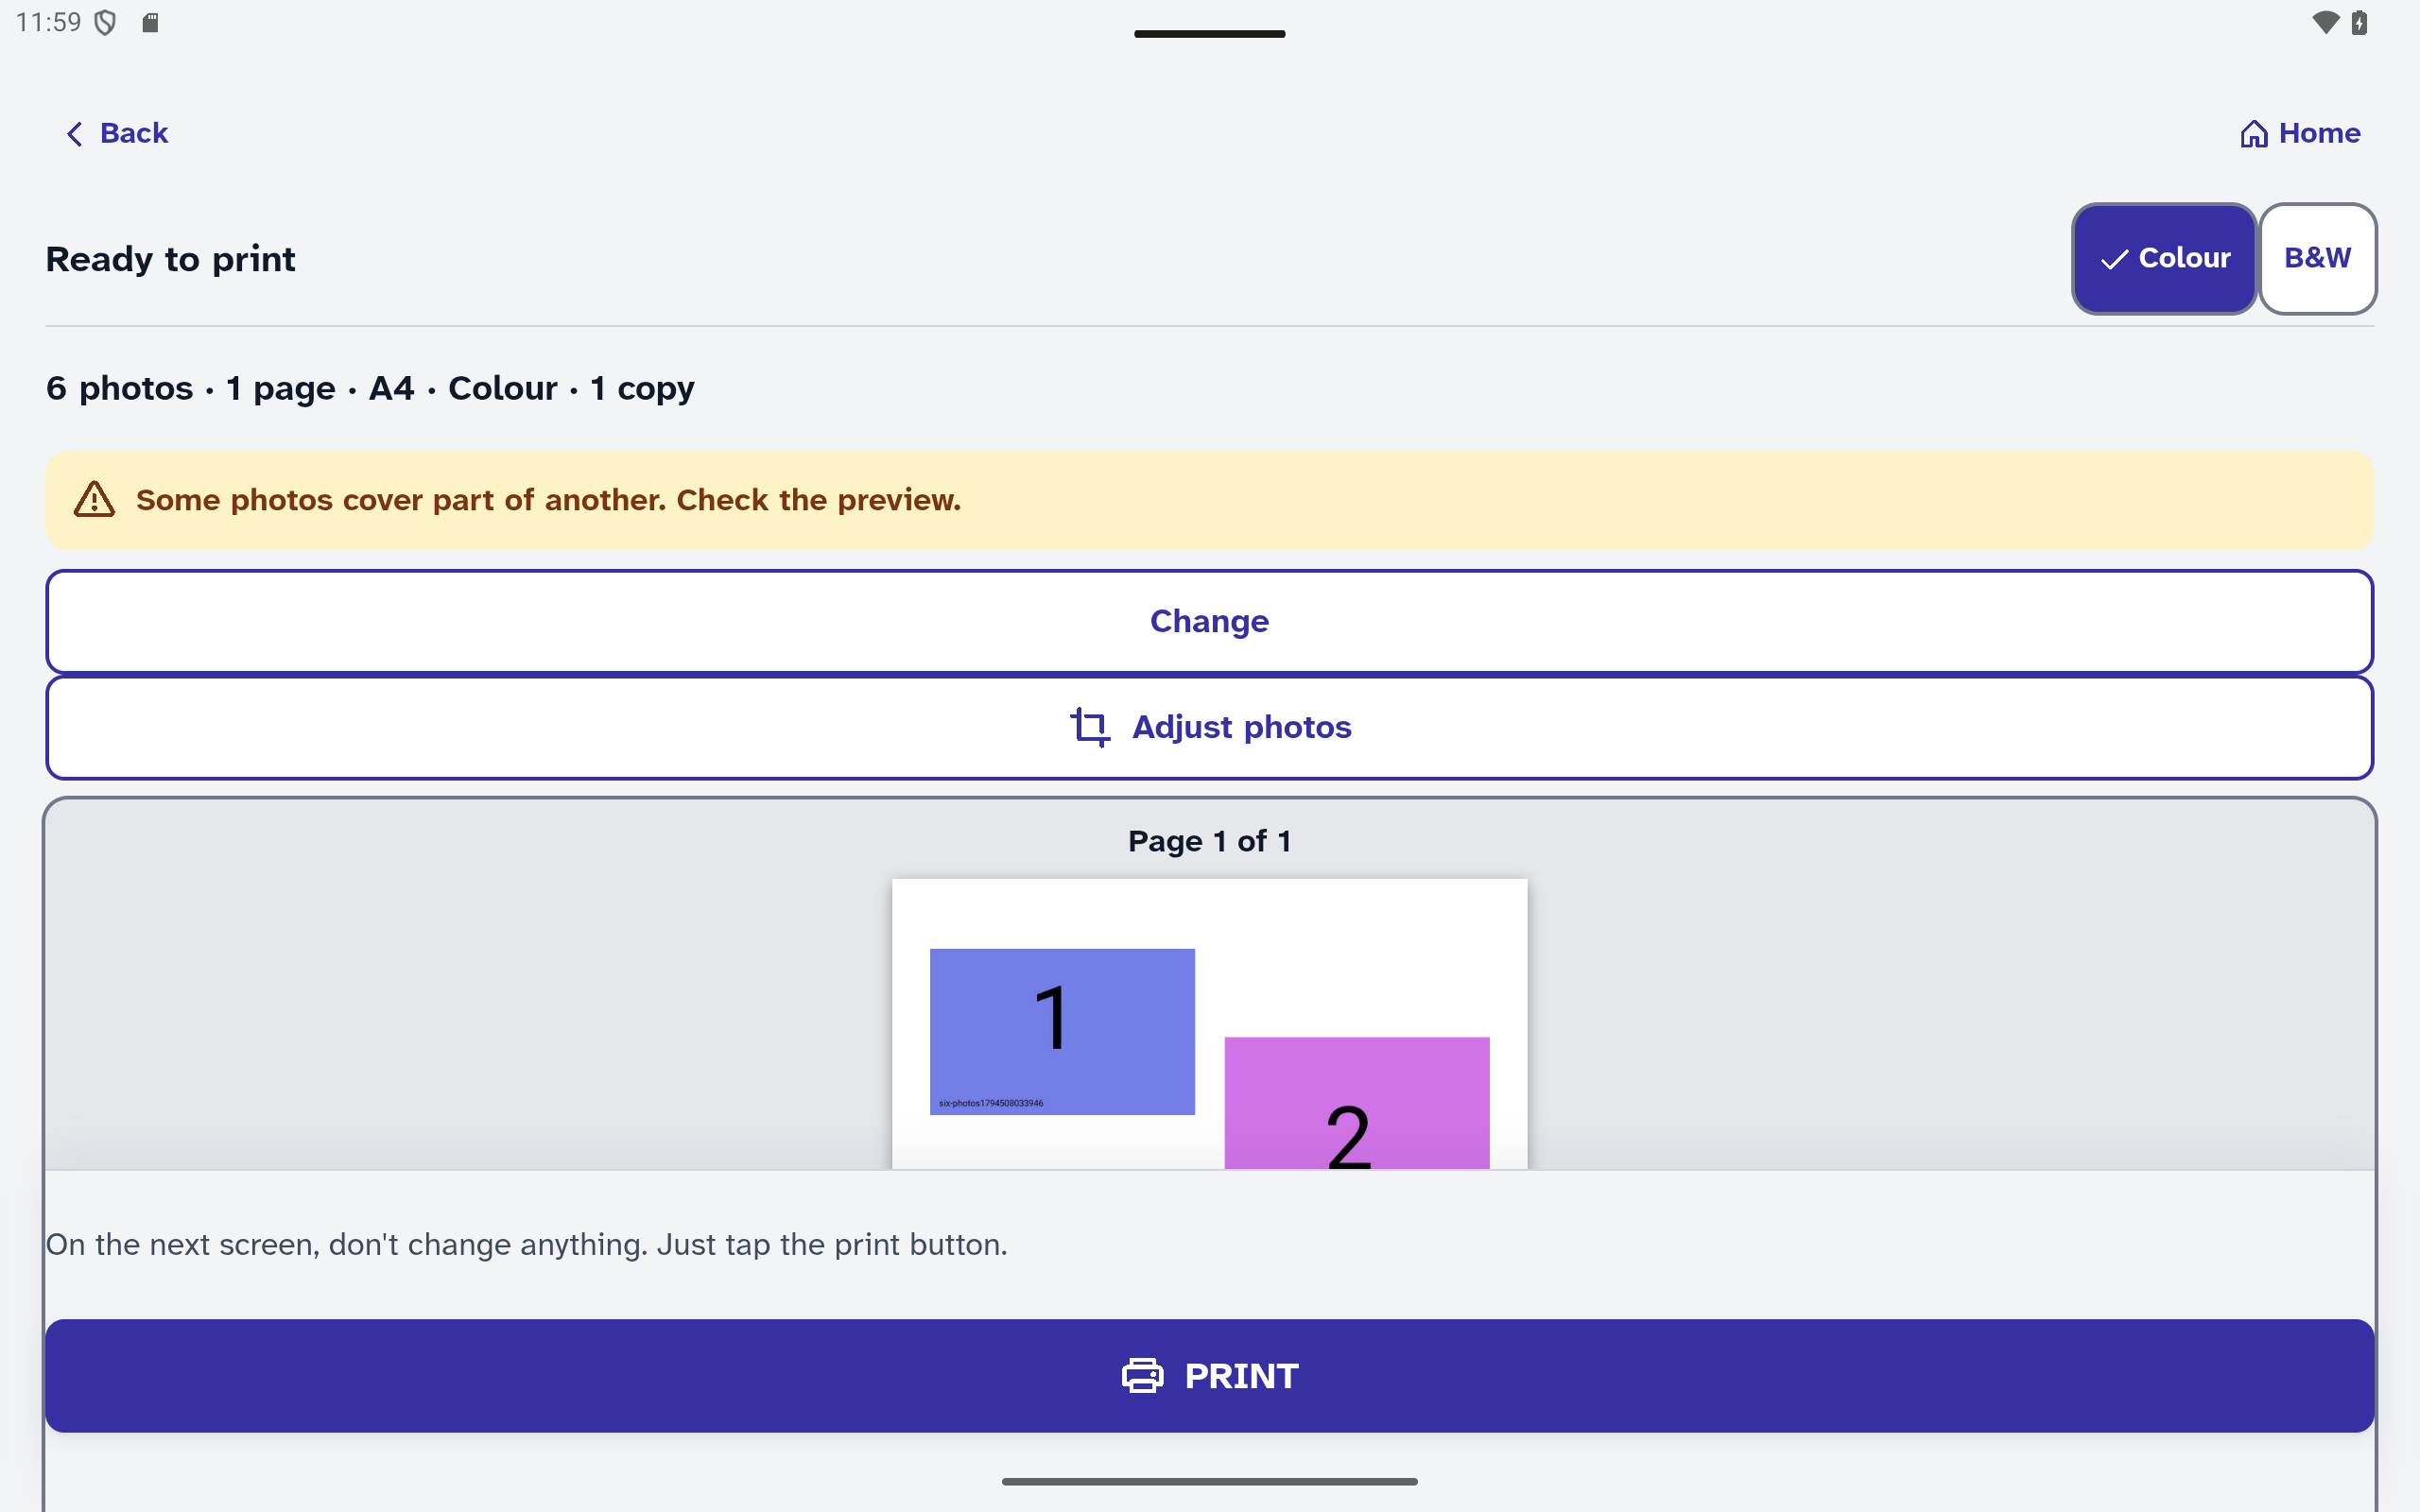 11:59
Back
Home
Ready to print
Colour
B&W
6 photos · 1 page · A4 · Colour · 1 copy
Some photos cover part of another. Check the preview.
Change
Adjust photos
Page 1 of 1
1
six-photos1794508033946
2
On the next screen, don't change anything. Just tap the print button.
PRINT